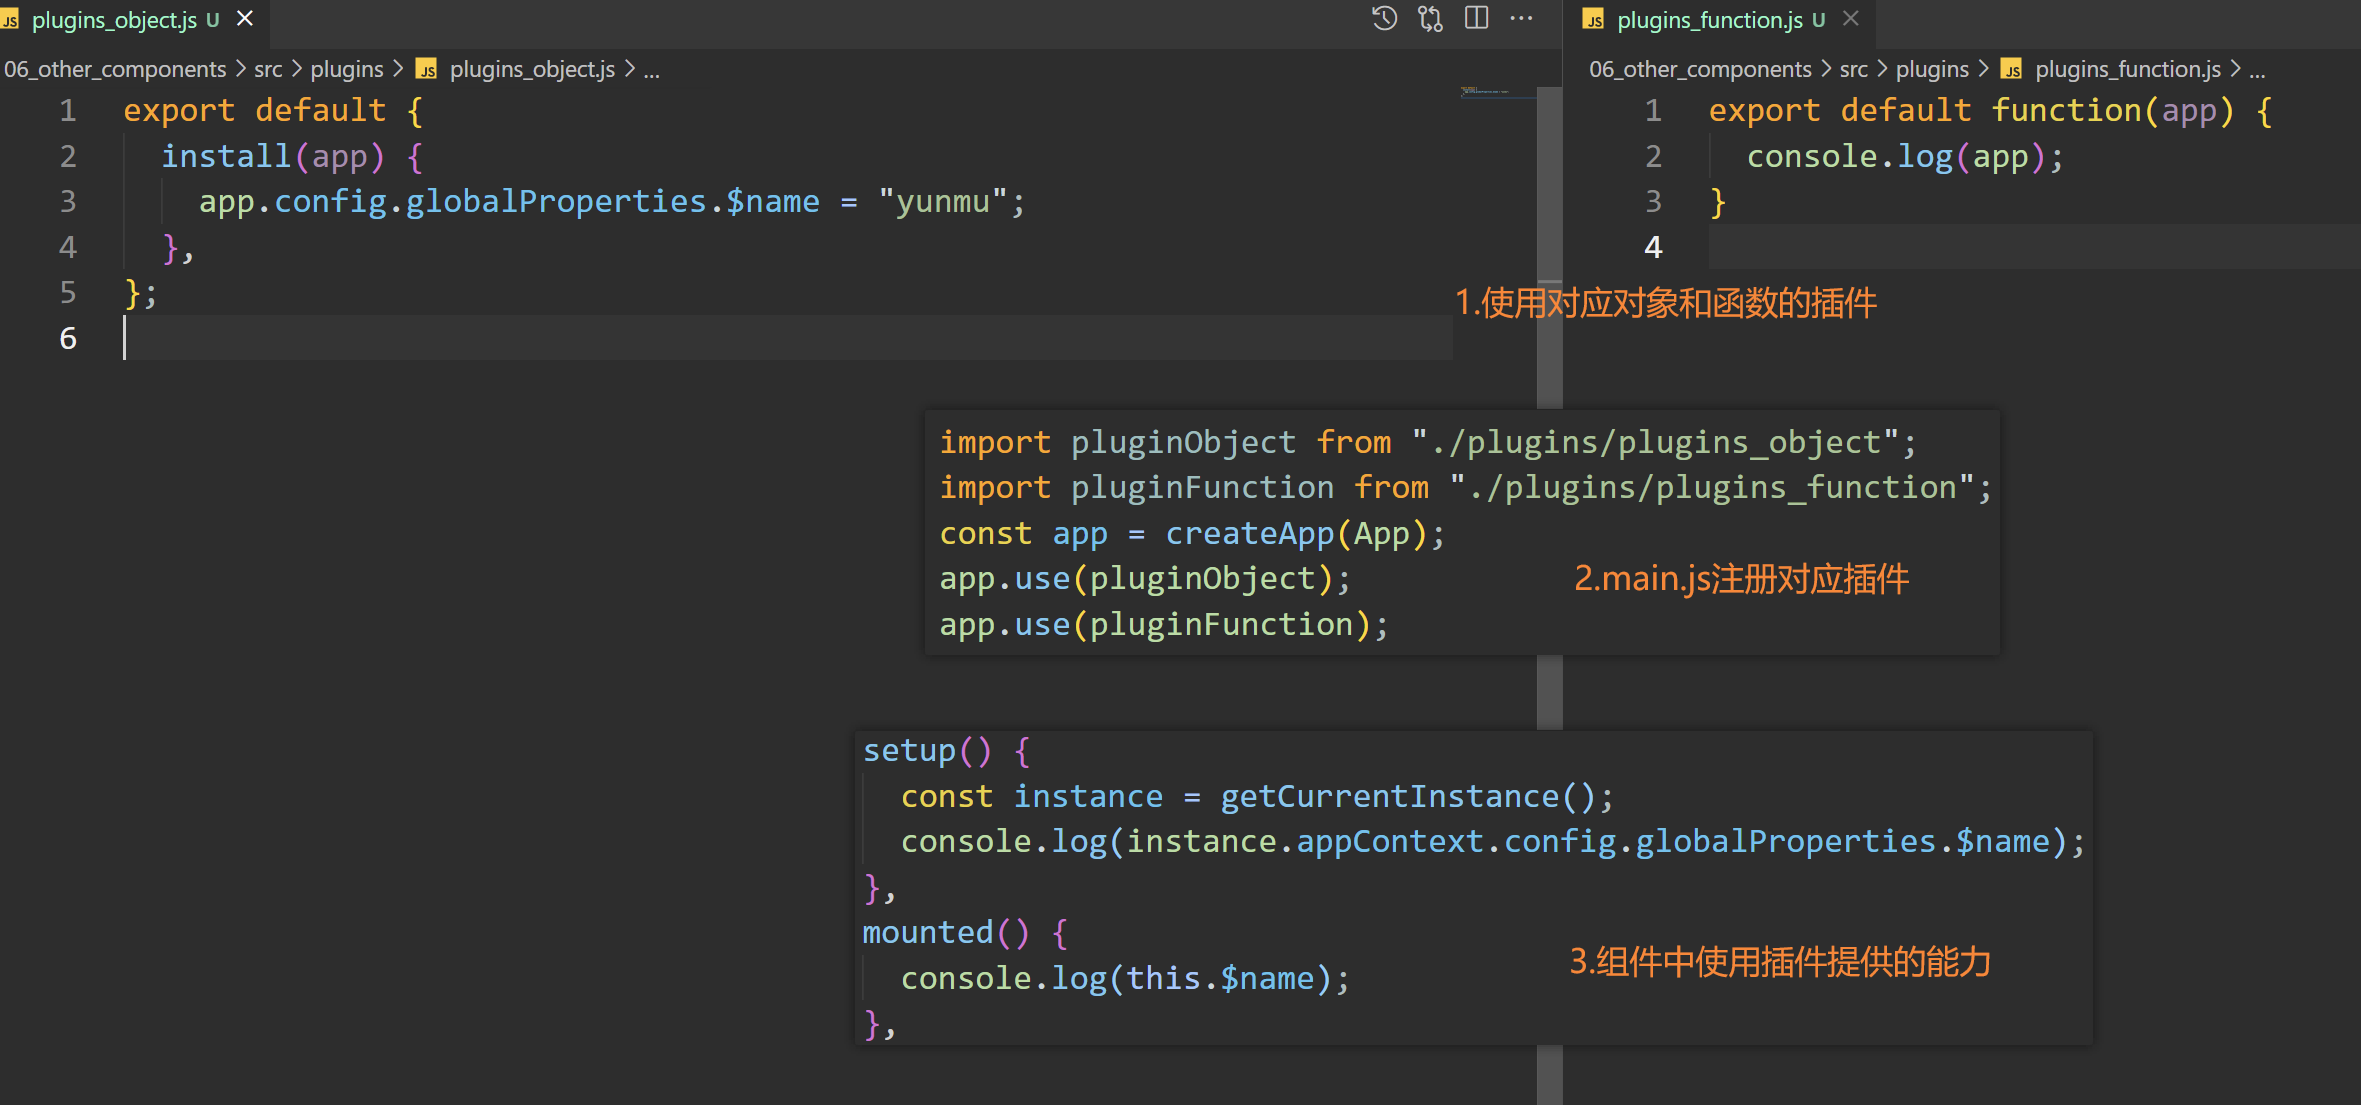 JS plugins_object.js U
06_other_components > src > plugins > JS plugins_object.js > ...
1 export default {
2   install(app) {
3     app.config.globalProperties.$name = "yunmu";
4   },
5 };
6
JS plugins_function.js U
06_other_components > src > plugins > JS plugins_function.js > ...
1 export default function(app) {
2   console.log(app);
3 }
4
1.使用对应对象和函数的插件
import pluginObject from "./plugins/plugins_object";
import pluginFunction from "./plugins/plugins_function";
const app = createApp(App);
app.use(pluginObject);
app.use(pluginFunction);
2.main.js注册对应插件
setup() {
  const instance = getCurrentInstance();
  console.log(instance.appContext.config.globalProperties.$name);
},
mounted() {
  console.log(this.$name);
},
3.组件中使用插件提供的能力